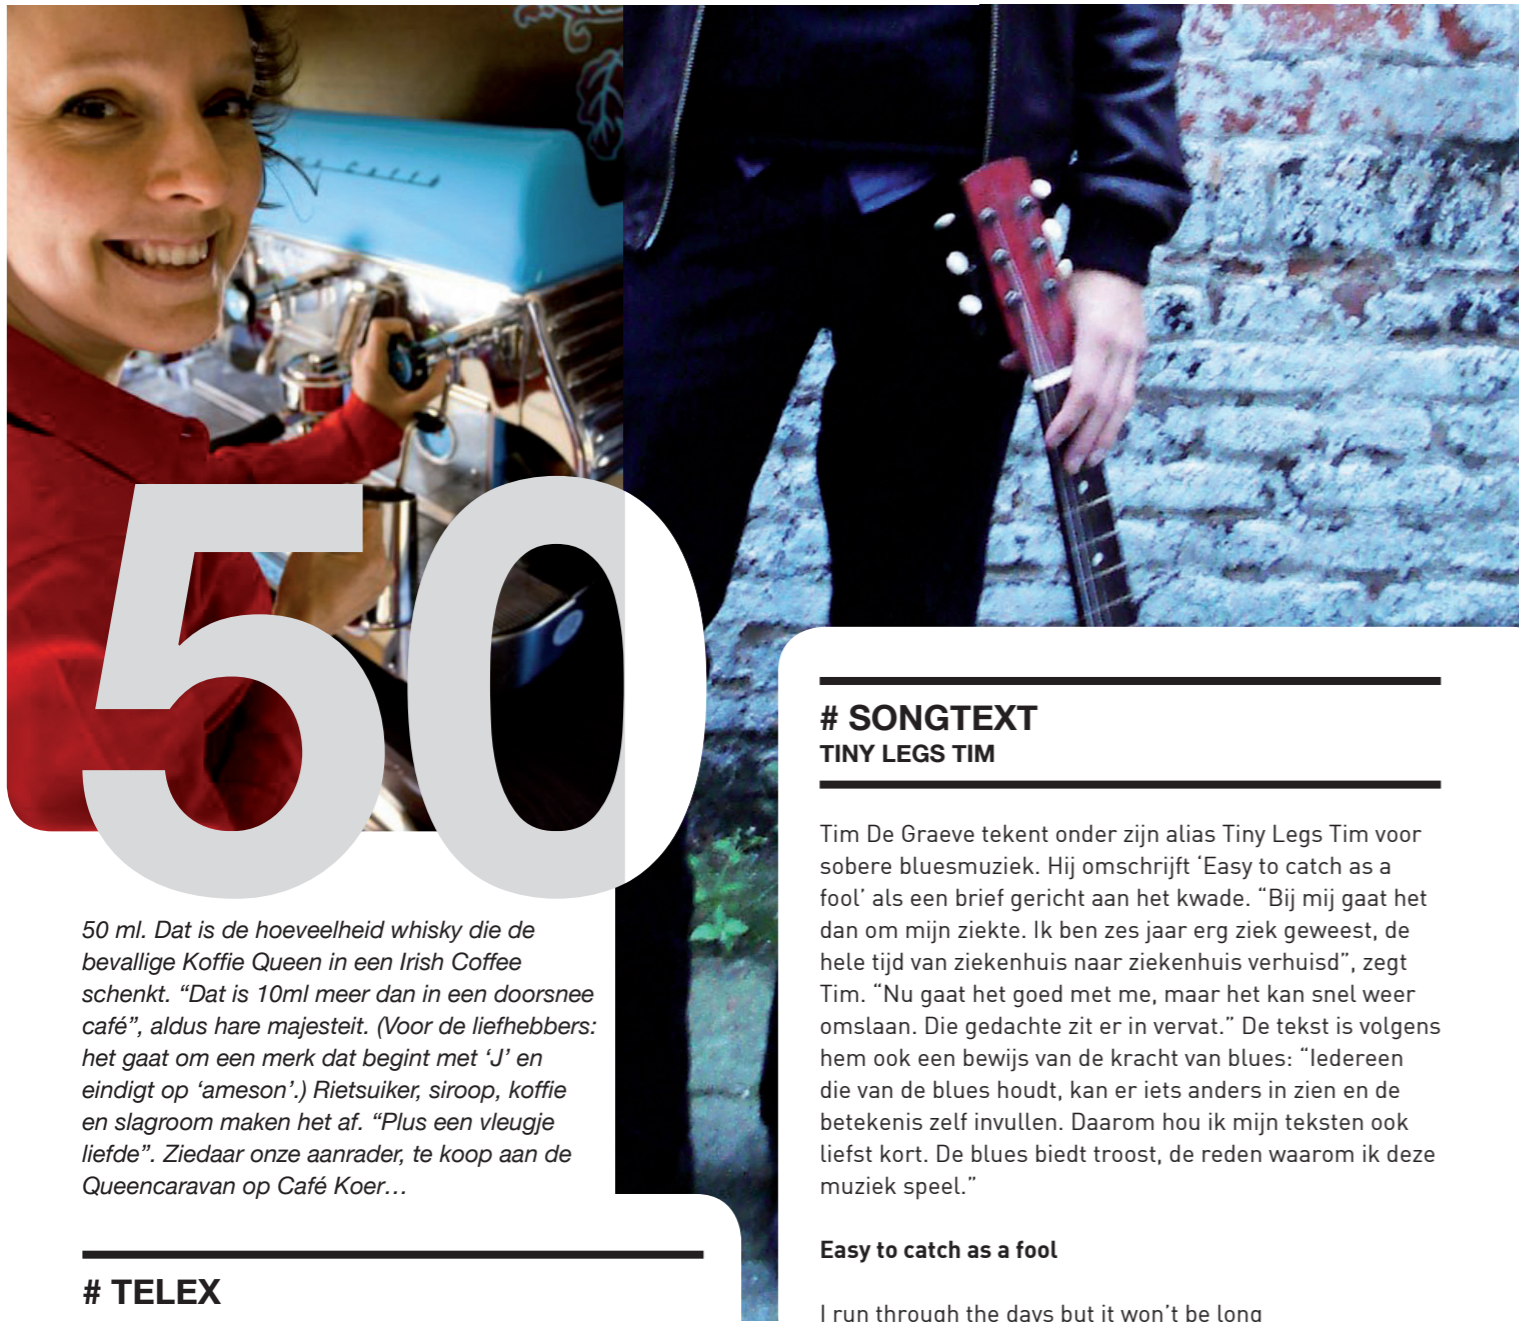 50
50 ml. Dat is de hoeveelheid whisky die de
bevallige Koffie Queen in een Irish Coffee
schenkt. “Dat is 10ml meer dan in een doorsnee
café”, aldus hare majesteit. (Voor de liefhebbers:
het gaat om een merk dat begint met ‘J’ en
eindigt op ‘ameson’.) Rietsuiker, siroop, koffie
en slagroom maken het af. “Plus een vleugje
liefde”. Ziedaar onze aanrader, te koop aan de
Queencaravan op Café Koer…
# TELEX
# SONGTEXT
TINY LEGS TIM
Tim De Graeve tekent onder zijn alias Tiny Legs Tim voor
sobere bluesmuziek. Hij omschrijft ‘Easy to catch as a
fool’ als een brief gericht aan het kwade. “Bij mij gaat het
dan om mijn ziekte. Ik ben zes jaar erg ziek geweest, de
hele tijd van ziekenhuis naar ziekenhuis verhuisd”, zegt
Tim. “Nu gaat het goed met me, maar het kan snel weer
omslaan. Die gedachte zit er in vervat.” De tekst is volgens
hem ook een bewijs van de kracht van blues: “Iedereen
die van de blues houdt, kan er iets anders in zien en de
betekenis zelf invullen. Daarom hou ik mijn teksten ook
liefst kort. De blues biedt troost, de reden waarom ik deze
muziek speel.”
Easy to catch as a fool
I run through the days but it won’t be long